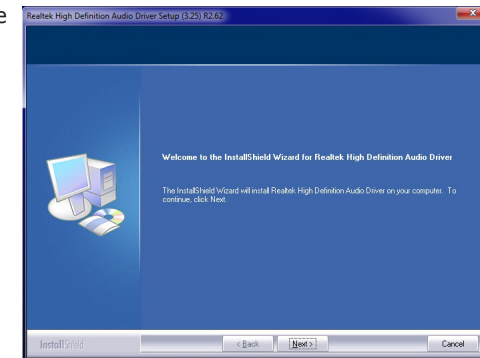 e
Realtek High Definition Audio Driver Setup (3.25) R2.62
Welcome to the InstallShield Wizard for Realtek High Definition Audio Driver
The InstallShield Wizard will install Realtek High Definition Audio Driver on your computer. To
continue, click Next.
InstallShield
< Back Next > Cancel